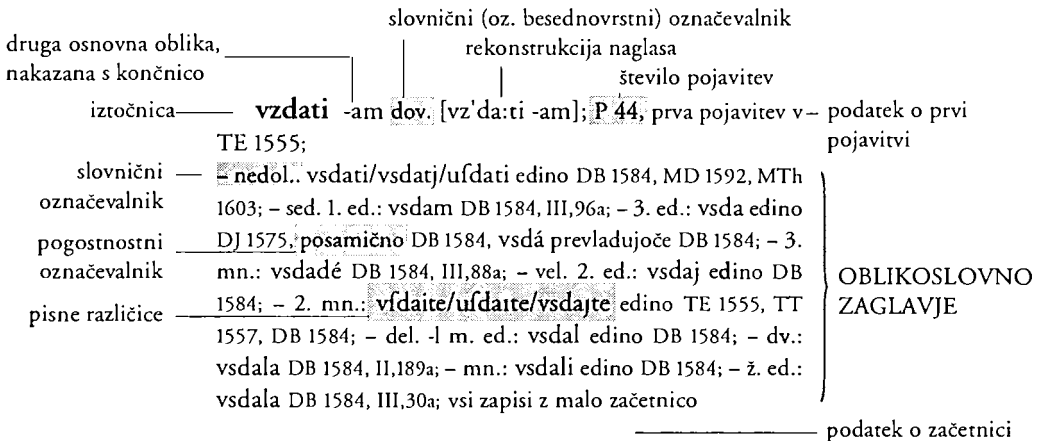 slovnični (oz. besednovrstni) označevalnik
druga osnovna oblika,
nakazana s končnico
rekonstrukcija naglasa
število pojavitev
iztočnica
vzdati -am dov. [vz'da:ti -am]; P 44, prva pojavitev v
TE 1555;
podatek o prvi
pojavitvi
slovnični
označevalnik
pogostnostni
označevalnik
pisne različice
– nedol.. vsdati/vsdatj/uſdati edino DB 1584, MD 1592, MTh
1603; – sed. 1. ed.: vsdam DB 1584, III,96a; – 3. ed.: vsda edino
DJ 1575, posamično DB 1584, vsdá prevladujoče DB 1584; – 3.
mn.: vsdadé DB 1584, III,88a; – vel. 2. ed.: vsdaj edino DB
1584; – 2. mn.: vſdaite/uſdaite/vsdajte edino TE 1555, TT
1557, DB 1584; – del. -l m. ed.: vsdal edino DB 1584; – dv.:
vsdala DB 1584, II,189a; – mn.: vsdali edino DB 1584; – ž. ed.:
vsdala DB 1584, III,30a; vsi zapisi z malo začetnico
OBLIKOSLOVNO
ZAGLAVJE
podatek o začetnici